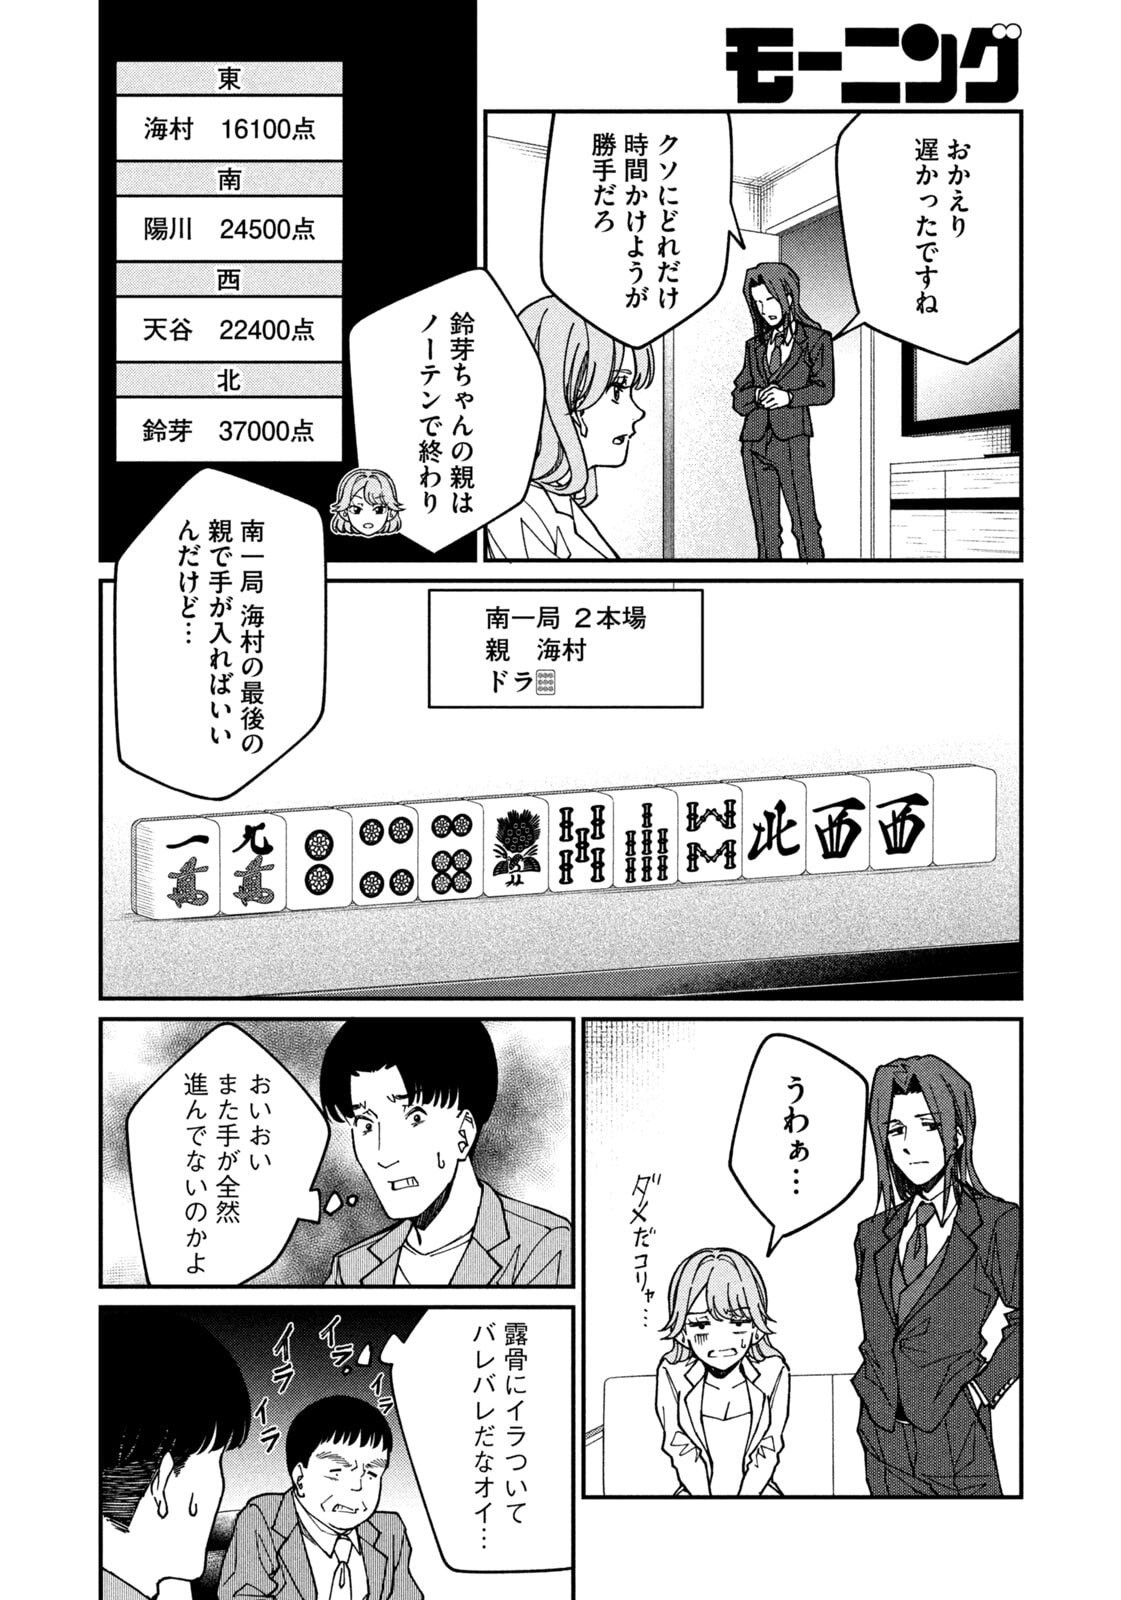 モーニング
おかえり
遅かったですね
クソにどれだけ
時間かけようが
勝手だろ
東
海村 16100点
南
陽川 24500点
西
天谷 22400点
北
鈴芽 37000点
鈴芽ちゃんの親は
ノーテンで終わり
南一局 海村の最後の
親で手が入ればいい
んだけど…
南一局 2本場
親 海村
ドラ
一萬 九萬 北 西 西
うわぁ…
ダメだコリャ…
おいおい
また手が全然
進んでないのかよ
露骨にイラついて
バレバレだなオイ…
イラ
イラ
イラ